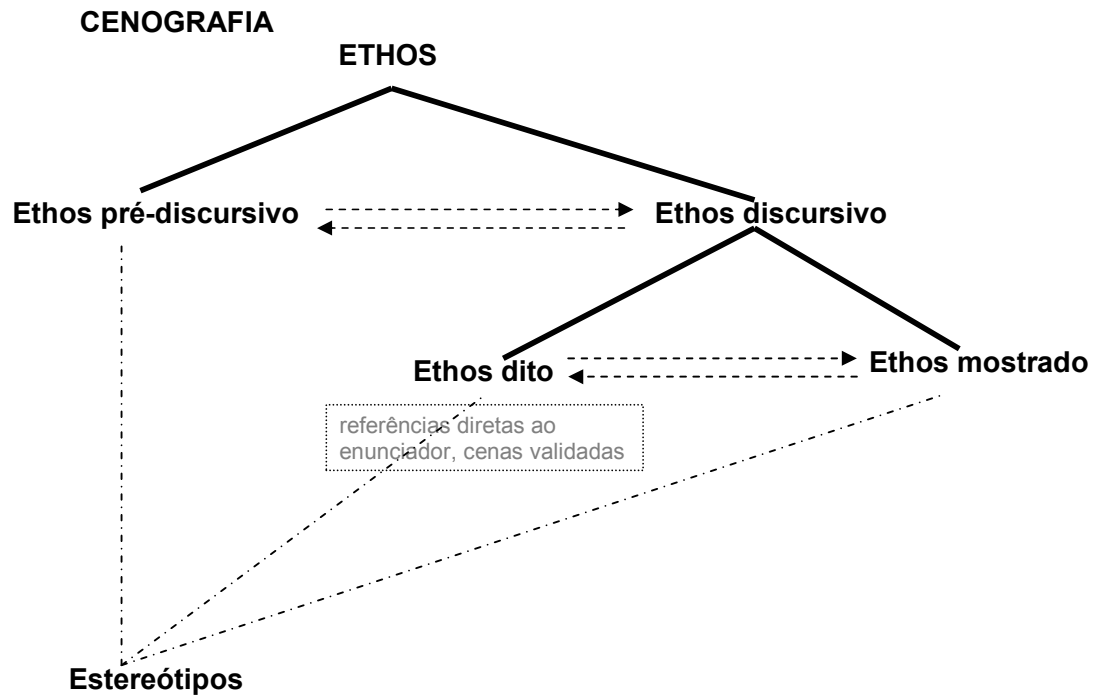 CENOGRAFIA
ETHOS
Ethos pré-discursivo
Ethos discursivo
Ethos dito
Ethos mostrado
referências diretas ao
enunciador, cenas validadas
Estereótipos